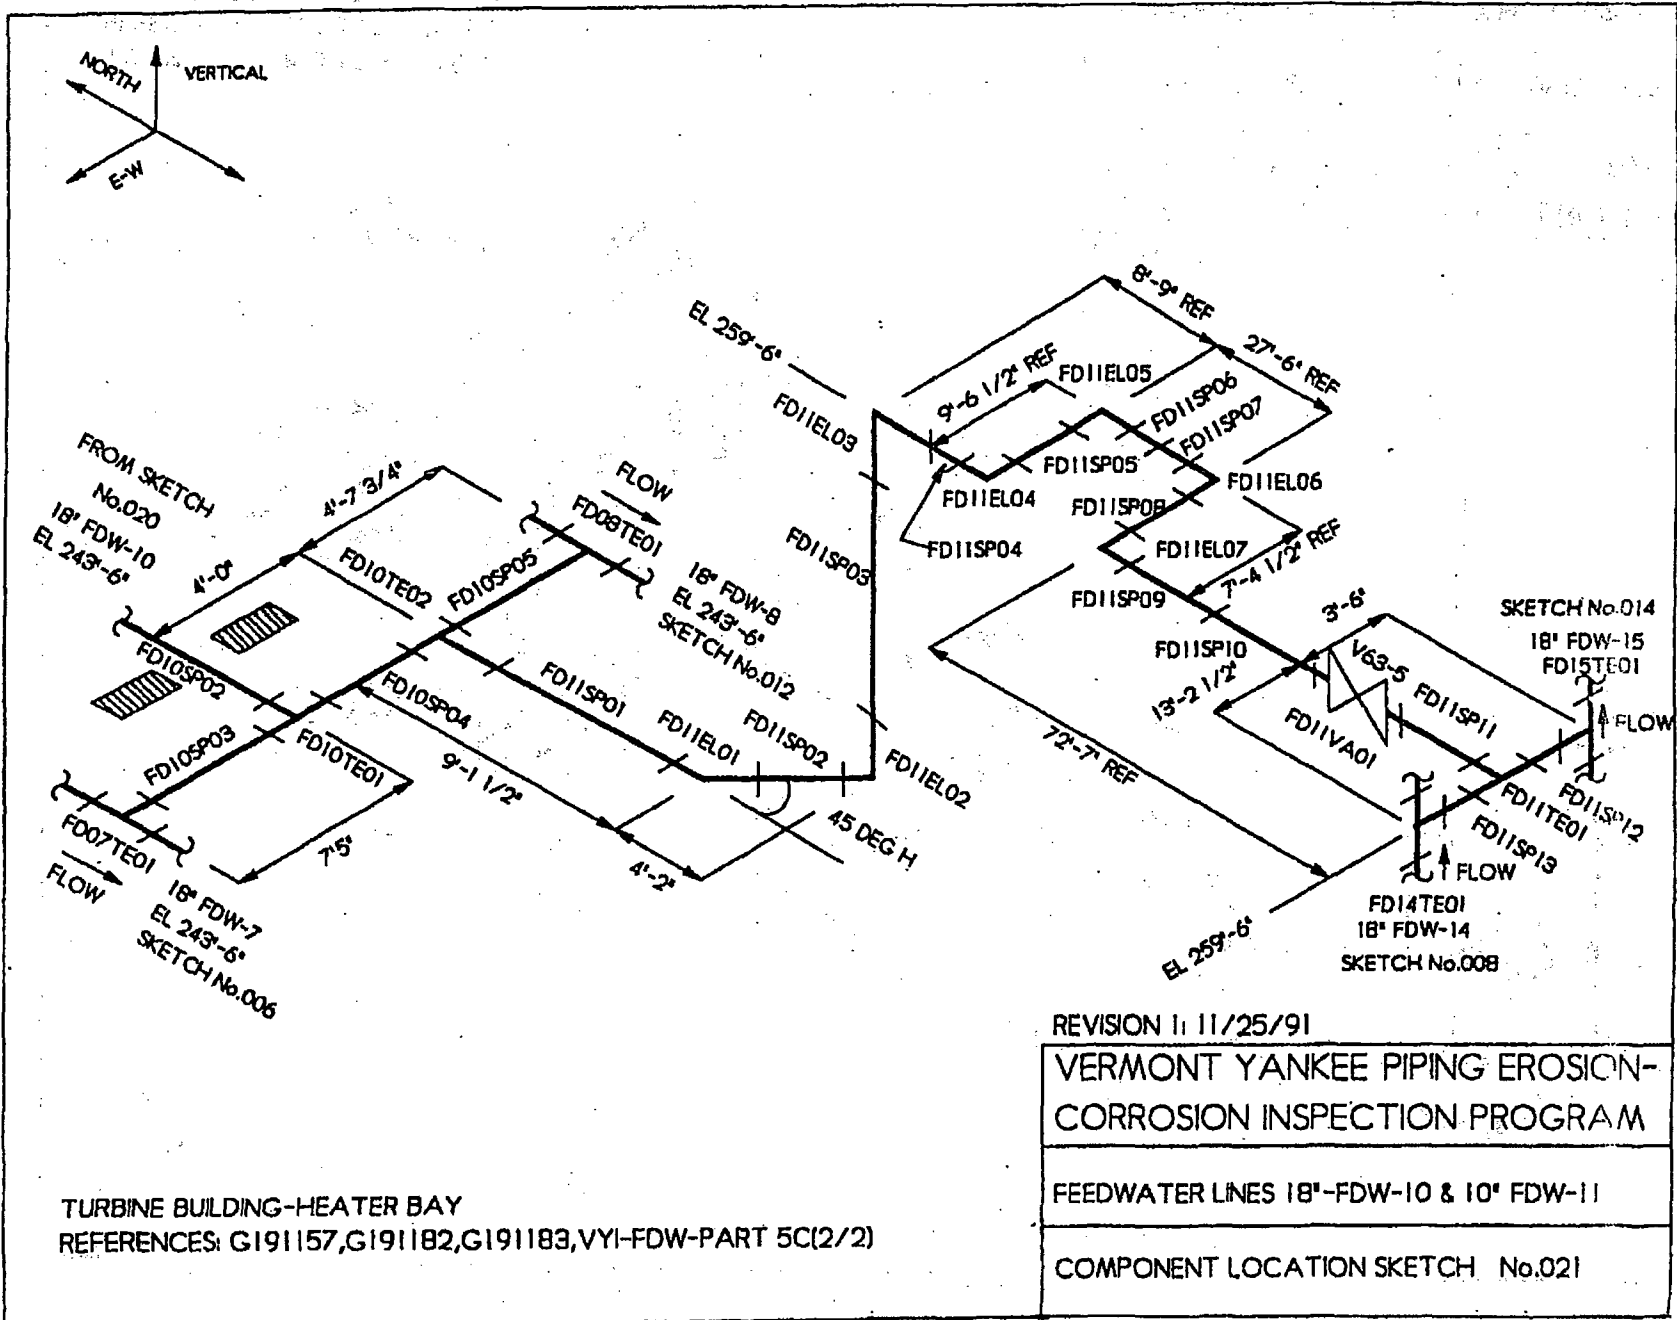 NORTH
VERTICAL
E-W
8'-9" REF
27'-6" REF
EL 259'-6"
9'-6 1/2" REF
FD11EL05
FD11SP06
FD11SP07
FD11EL03
FD11SP05
FD11EL04
FD11EL06
FD11SP08
FD11SP03
FD11SP04
FD11EL07
7'-4 1/2" REF
FD11SP09
FROM SKETCH
No.020
18" FDW-10
EL 243'-6"
4'-7 3/4"
4'-0"
FLOW
FD08TE01
FD10TE02
FD10SP05
18" FDW-8
EL 243'-6"
SKETCH No.012
FD10SP02
FD10SP04
FD11SP01
FD11EL01
FD11SP02
FD11EL02
FD10SP03
FD10TE01
9'-1 1/2"
45 DEG H
4'-2"
7'5"
FD07TE01
FLOW
18" FDW-7
EL 243'-6"
SKETCH No.006
FD11SP10
3'-6"
V63-5
13'-2 1/2"
FD11VA01
FD11SP11
72'-7" REF
SKETCH No.014
18" FDW-15
FD15TE01
FLOW
FD11TE01
FD11SP12
FD11SP13
FLOW
FD14TE01
18" FDW-14
SKETCH No.008
EL 259'-6"
REVISION 1: 11/25/91
VERMONT YANKEE PIPING EROSION-
CORROSION INSPECTION PROGRAM
FEEDWATER LINES 18"-FDW-10 & 10" FDW-11
COMPONENT LOCATION SKETCH No.021
TURBINE BUILDING-HEATER BAY
REFERENCES: G191157,G191182,G191183,VYI-FDW-PART 5C(2/2)